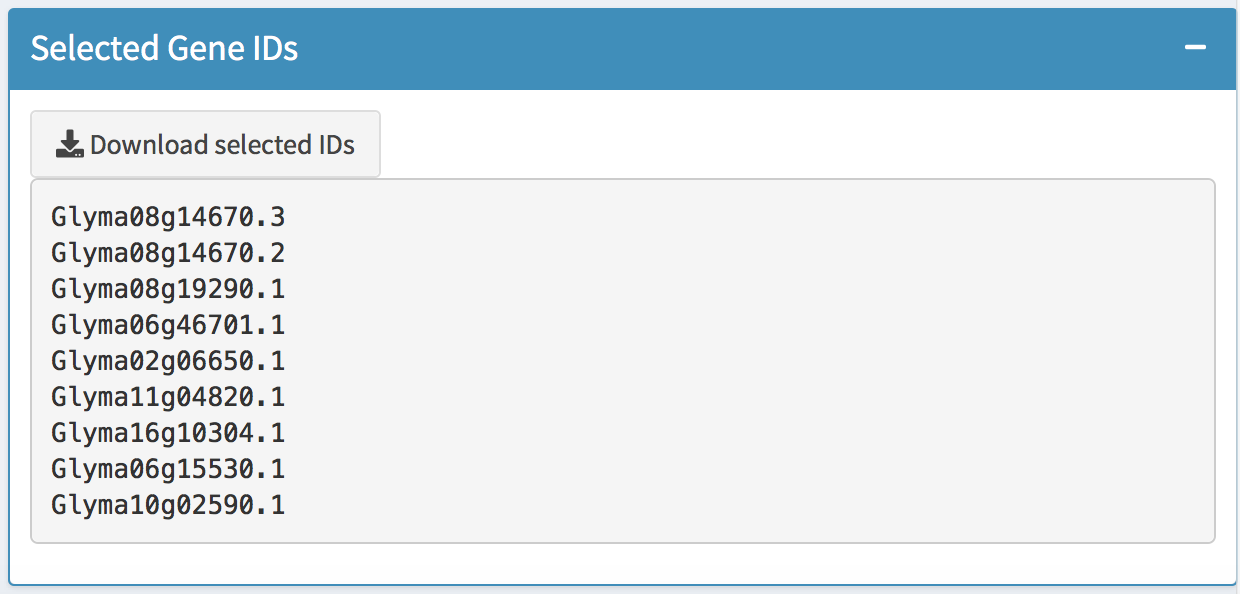 Selected Gene IDs
Download selected IDs
Glyma08g14670.3
Glyma08g14670.2
Glyma08g19290.1
Glyma06g46701.1
Glyma02g06650.1
Glyma11g04820.1
Glyma16g10304.1
Glyma06g15530.1
Glyma10g02590.1